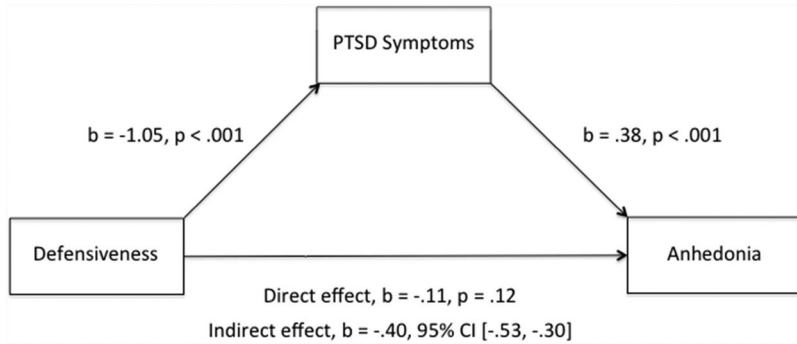 PTSD Symptoms
b = -1.05, p < .001
b = .38, p < .001
Defensiveness
Anhedonia
Direct effect, b = -.11, p = .12
Indirect effect, b = -.40, 95% CI [-.53, -.30]